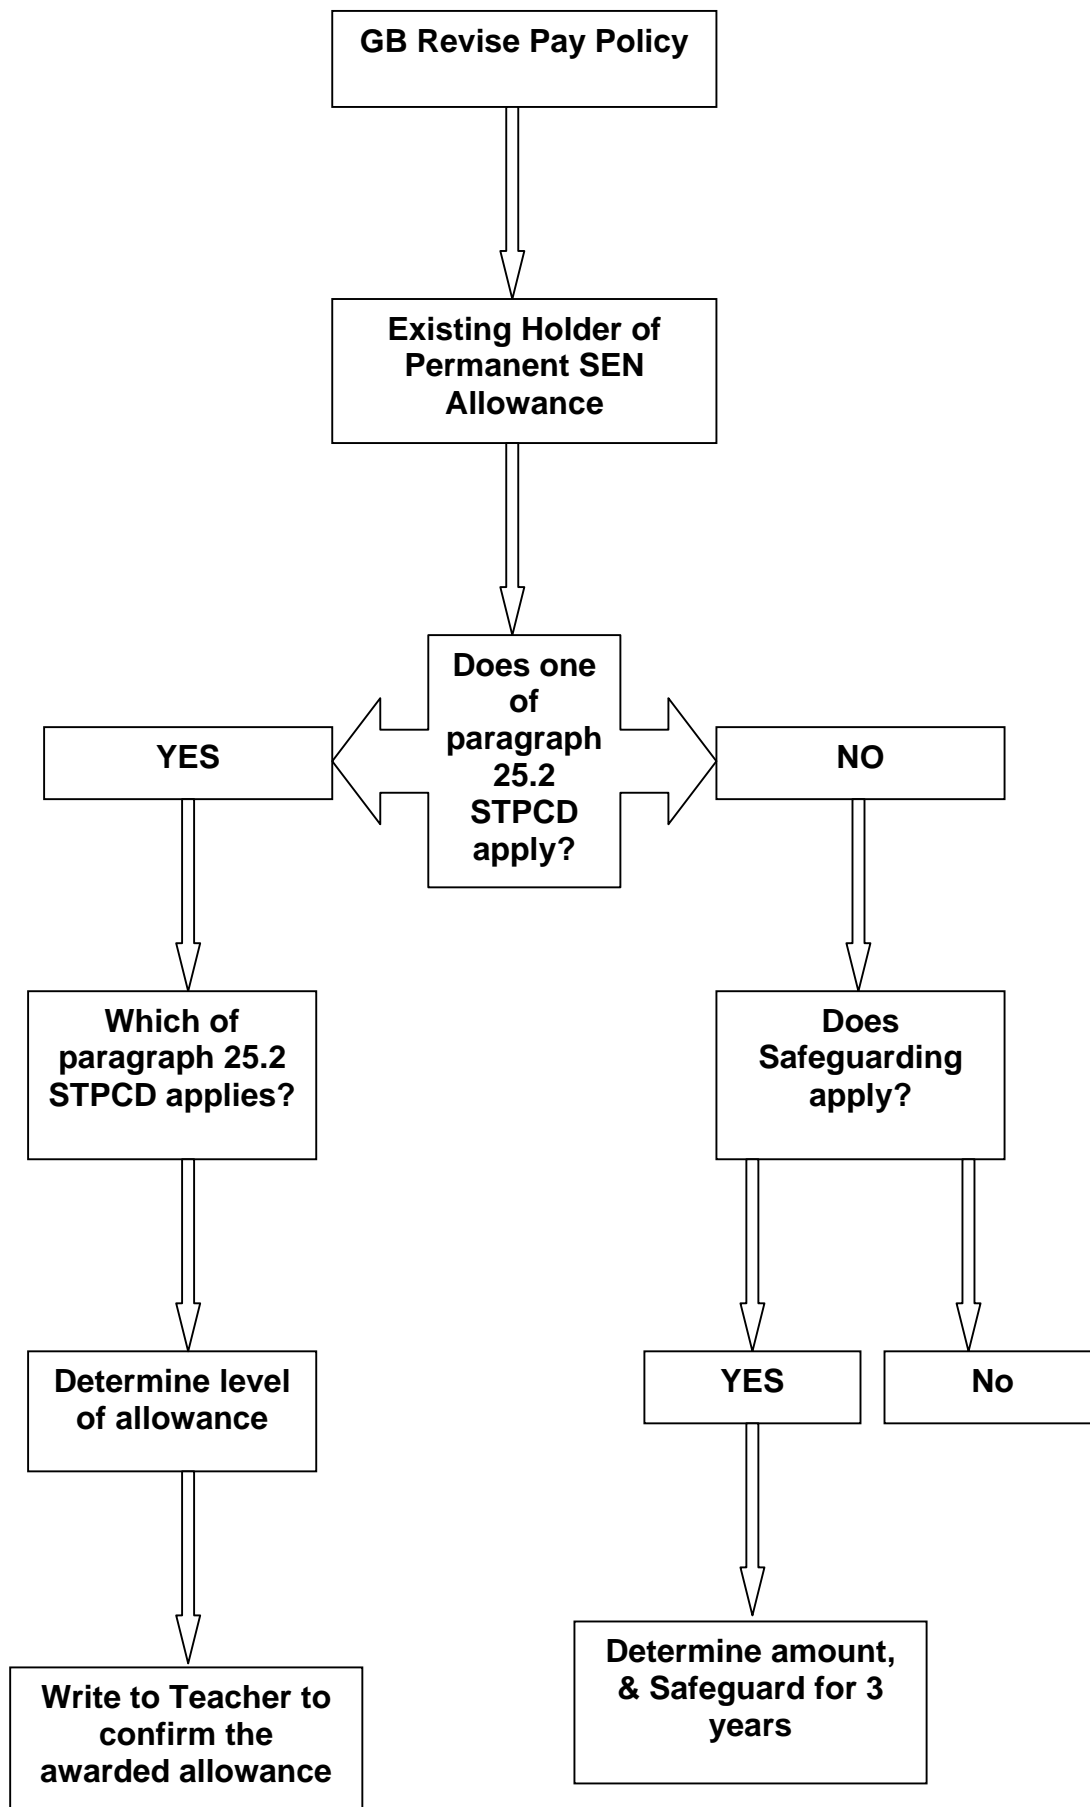 GB Revise Pay Policy
Existing Holder of
Permanent SEN
Allowance
Does one
of
paragraph
25.2
STPCD
apply?
YES
NO
Which of
paragraph 25.2
STPCD applies?
Does
Safeguarding
apply?
Determine level
of allowance
YES
No
Write to Teacher to
confirm the
awarded allowance
Determine amount,
& Safeguard for 3
years